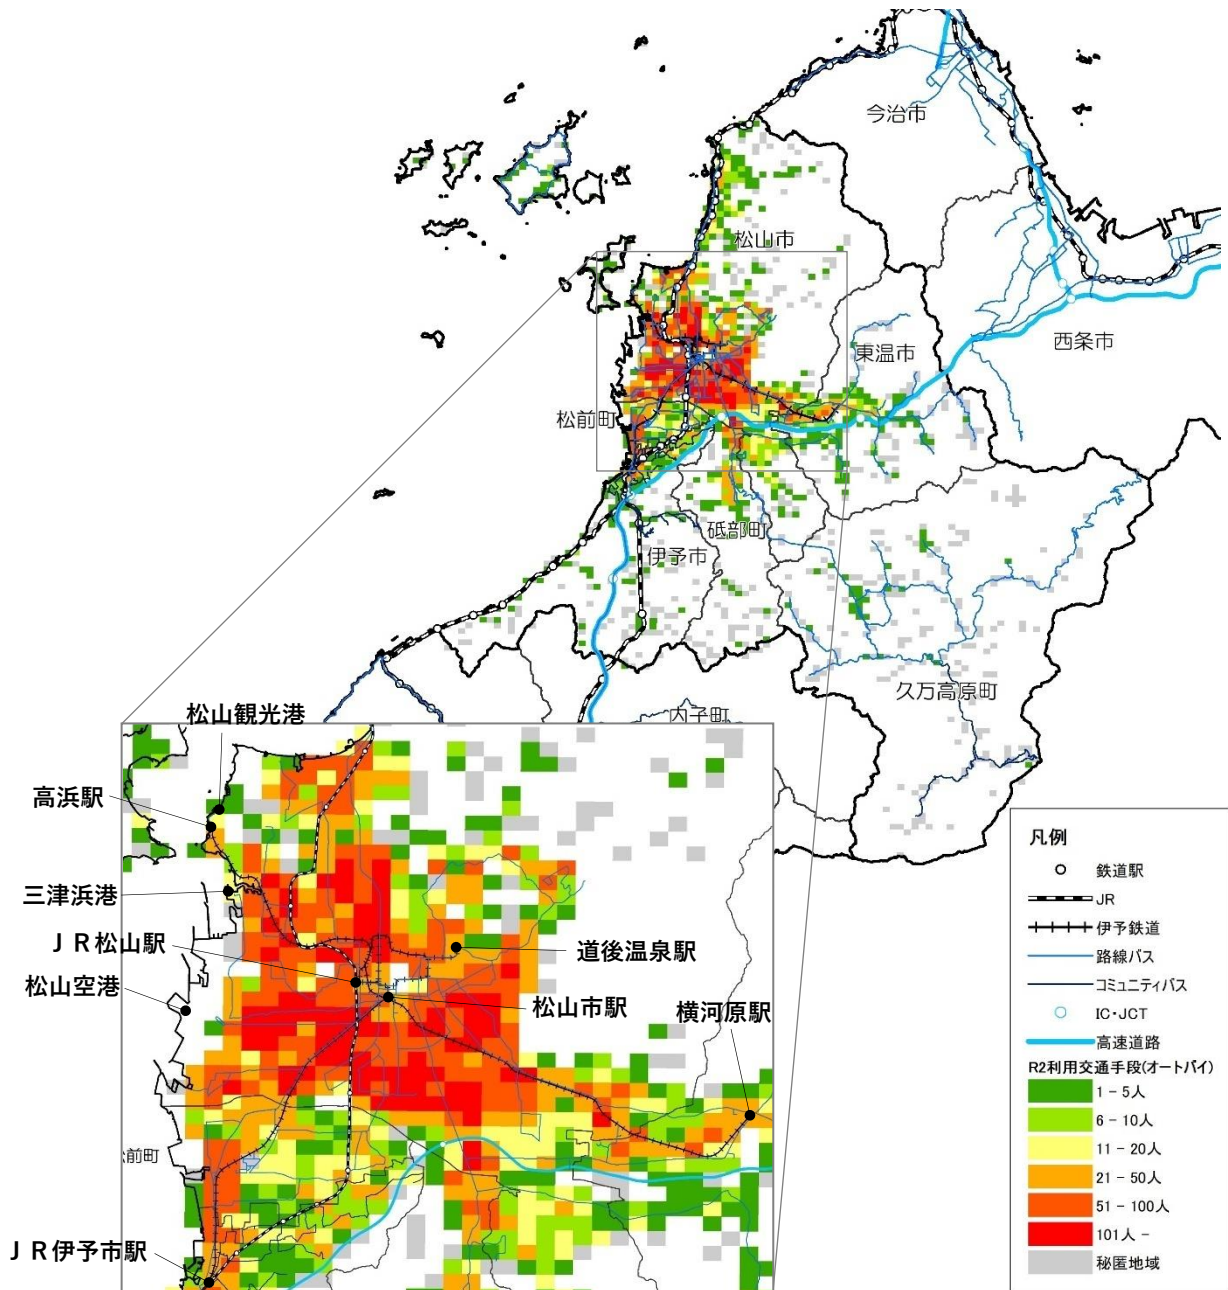 今治市
松山市
東温市
西条市
松前町
砥部町
伊予市
久万高原町
内子町
松山観光港
高浜駅
三津浜港
ＪＲ松山駅
道後温泉駅
松山空港
松山市駅
横河原駅
前町
ＪＲ伊予市駅
凡例
鉄道駅
JR
伊予鉄道
路線バス
コミュニティバス
IC・JCT
高速道路
R2利用交通手段(オートバイ)
1 - 5人
6 - 10人
11 - 20人
21 - 50人
51 - 100人
101人 -
秘匿地域